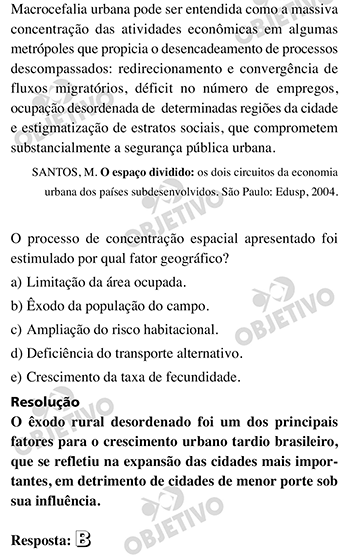 Macrocefalia urbana pode ser entendida como a massiva
concentração das atividades econômicas em algumas
metrópoles que propicia o desencadeamento de processos
descompassados: redirecionamento e convergência de
fluxos migratórios, déficit no número de empregos,
ocupação desordenada de determinadas regiões da cidade
e estigmatização de estratos sociais, que comprometem
substancialmente a segurança pública urbana.
SANTOS, M. O espaço dividido: os dois circuitos da economia
urbana dos países subdesenvolvidos. São Paulo: Edusp, 2004.
O processo de concentração espacial apresentado foi
estimulado por qual fator geográfico?
a) Limitação da área ocupada.
b) Êxodo da população do campo.
c) Ampliação do risco habitacional.
d) Deficiência do transporte alternativo.
e) Crescimento da taxa de fecundidade.
Resolução
O êxodo rural desordenado foi um dos principais
fatores para o crescimento urbano tardio brasileiro,
que se refletiu na expansão das cidades mais impor-
tantes, em detrimento de cidades de menor porte sob
sua influência.
Resposta: B
OBJETIVO
OBJETIVO
OBJETIVO
OBJETIVO
OBJETIVO
OBJETIVO